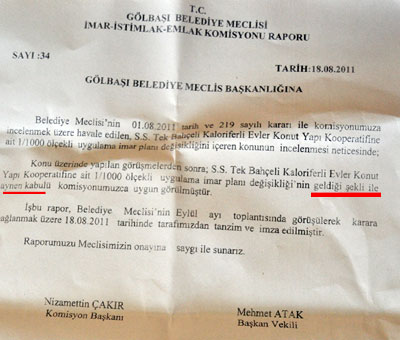 T.C.
GÖLBAŞI BELEDİYE MECLİSİ
İMAR-İSTİMLAK-EMLAK KOMİSYONU RAPORU
SAYI :34
TARİH:18.08.2011
GÖLBAŞI BELEDİYE MECLİS BAŞKANLIĞINA
Belediye Meclisi'nin 01.08.2011 tarih ve 219 sayılı kararı ile komisyonumuza
incelenmek üzere havale edilen, S.S. Tek Bahçeli Kaloriferli Evler Konut Yapı Kooperatifine
ait 1/1000 ölçekli uygulama imar planı değişikliğini içeren konunun incelenmesi neticesinde;
Konu üzerinde yapılan görüşmelerden sonra; S.S. Tek Bahçeli Kaloriferli Evler Konut
Yapı Kooperatifine ait 1/1000 ölçekli uygulama imar planı değişikliği'nin geldiği şekli ile
aynen kabulü komisyonumuzca uygun görülmüştür.
İşbu rapor, Belediye Meclisi'nin Eylül ayı toplantısında görüşülerek karara
bağlanmak üzere 18.08.2011 tarihinde tarafımızdan tanzim ve imza edilmiştir.
Raporumuzu Meclisimizin onayına saygı ile sunarız.
Nizamettin ÇAKIR
Mehmet ATAK
Komisyon Başkanı
Başkan Vekili